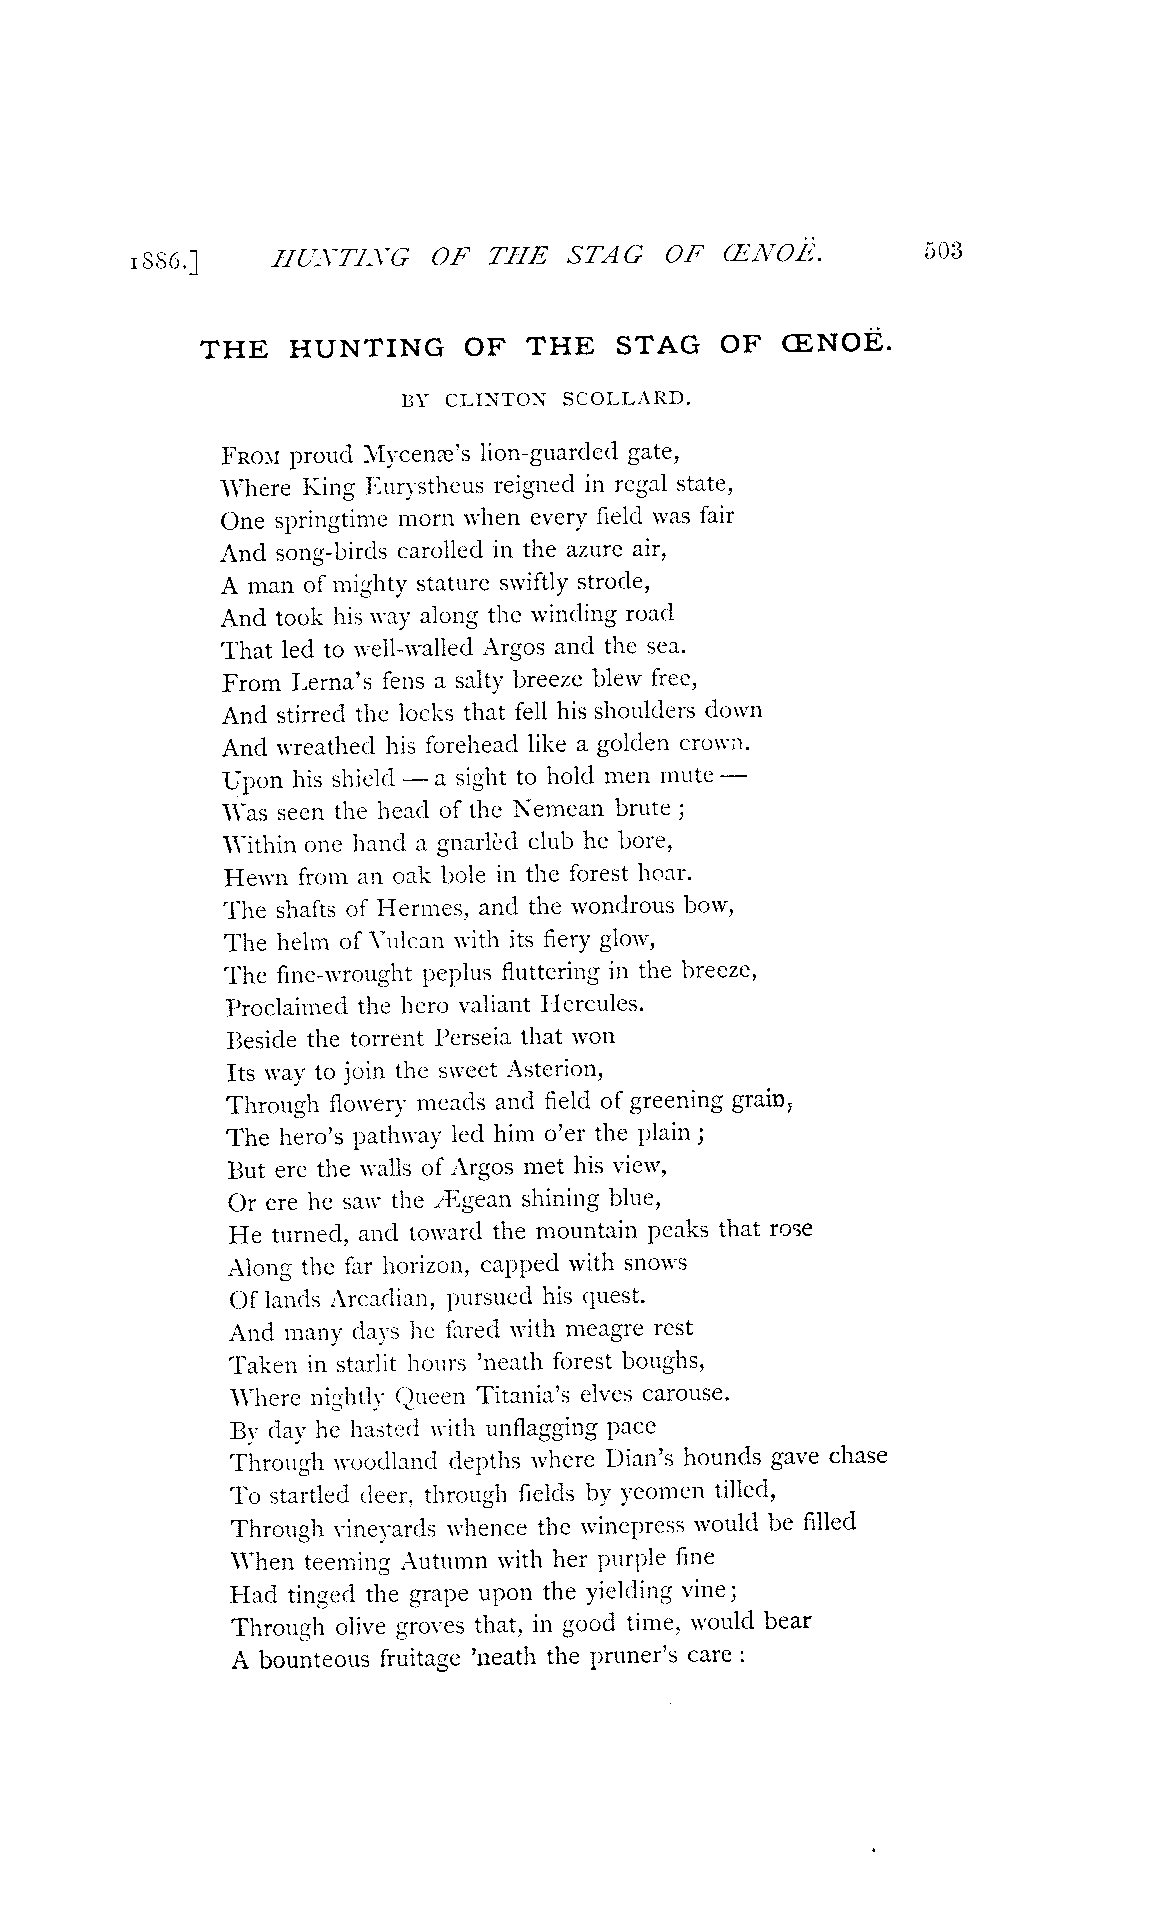 1886.] HUNTING OF THE STAG OF ŒNOË. 503
THE HUNTING OF THE STAG OF ŒNOË.
BY CLINTON SCOLLARD.
FROM proud Mycenæ's lion-guarded gate,
Where King Eurystheus reigned in regal state,
One springtime morn when every field was fair
And song-birds carolled in the azure air,
A man of mighty stature swiftly strode,
And took his way along the winding road
That led to well-walled Argos and the sea.
From Lerna's fens a salty breeze blew free,
And stirred the locks that fell his shoulders down
And wreathed his forehead like a golden crown.
Upon his shield — a sight to hold men mute —
Was seen the head of the Nemean brute ;
Within one hand a gnarlèd club he bore,
Hewn from an oak bole in the forest hoar.
The shafts of Hermes, and the wondrous bow,
The helm of Vulcan with its fiery glow,
The fine-wrought peplus fluttering in the breeze,
Proclaimed the hero valiant Hercules.
Beside the torrent Perseia that won
Its way to join the sweet Asterion,
Through flowery meads and field of greening grain,
The hero's pathway led him o'er the plain ;
But ere the walls of Argos met his view,
Or ere he saw the Ægean shining blue,
He turned, and toward the mountain peaks that rose
Along the far horizon, capped with snows
Of lands Arcadian, pursued his quest.
And many days he fared with meagre rest
Taken in starlit hours 'neath forest boughs,
Where nightly Queen Titania's elves carouse.
By day he hasted with unflagging pace
Through woodland depths where Dian's hounds gave chase
To startled deer, through fields by yeomen tilled,
Through vineyards whence the winepress would be filled
When teeming Autumn with her purple fine
Had tinged the grape upon the yielding vine;
Through olive groves that, in good time, would bear
A bounteous fruitage 'neath the pruner's care :